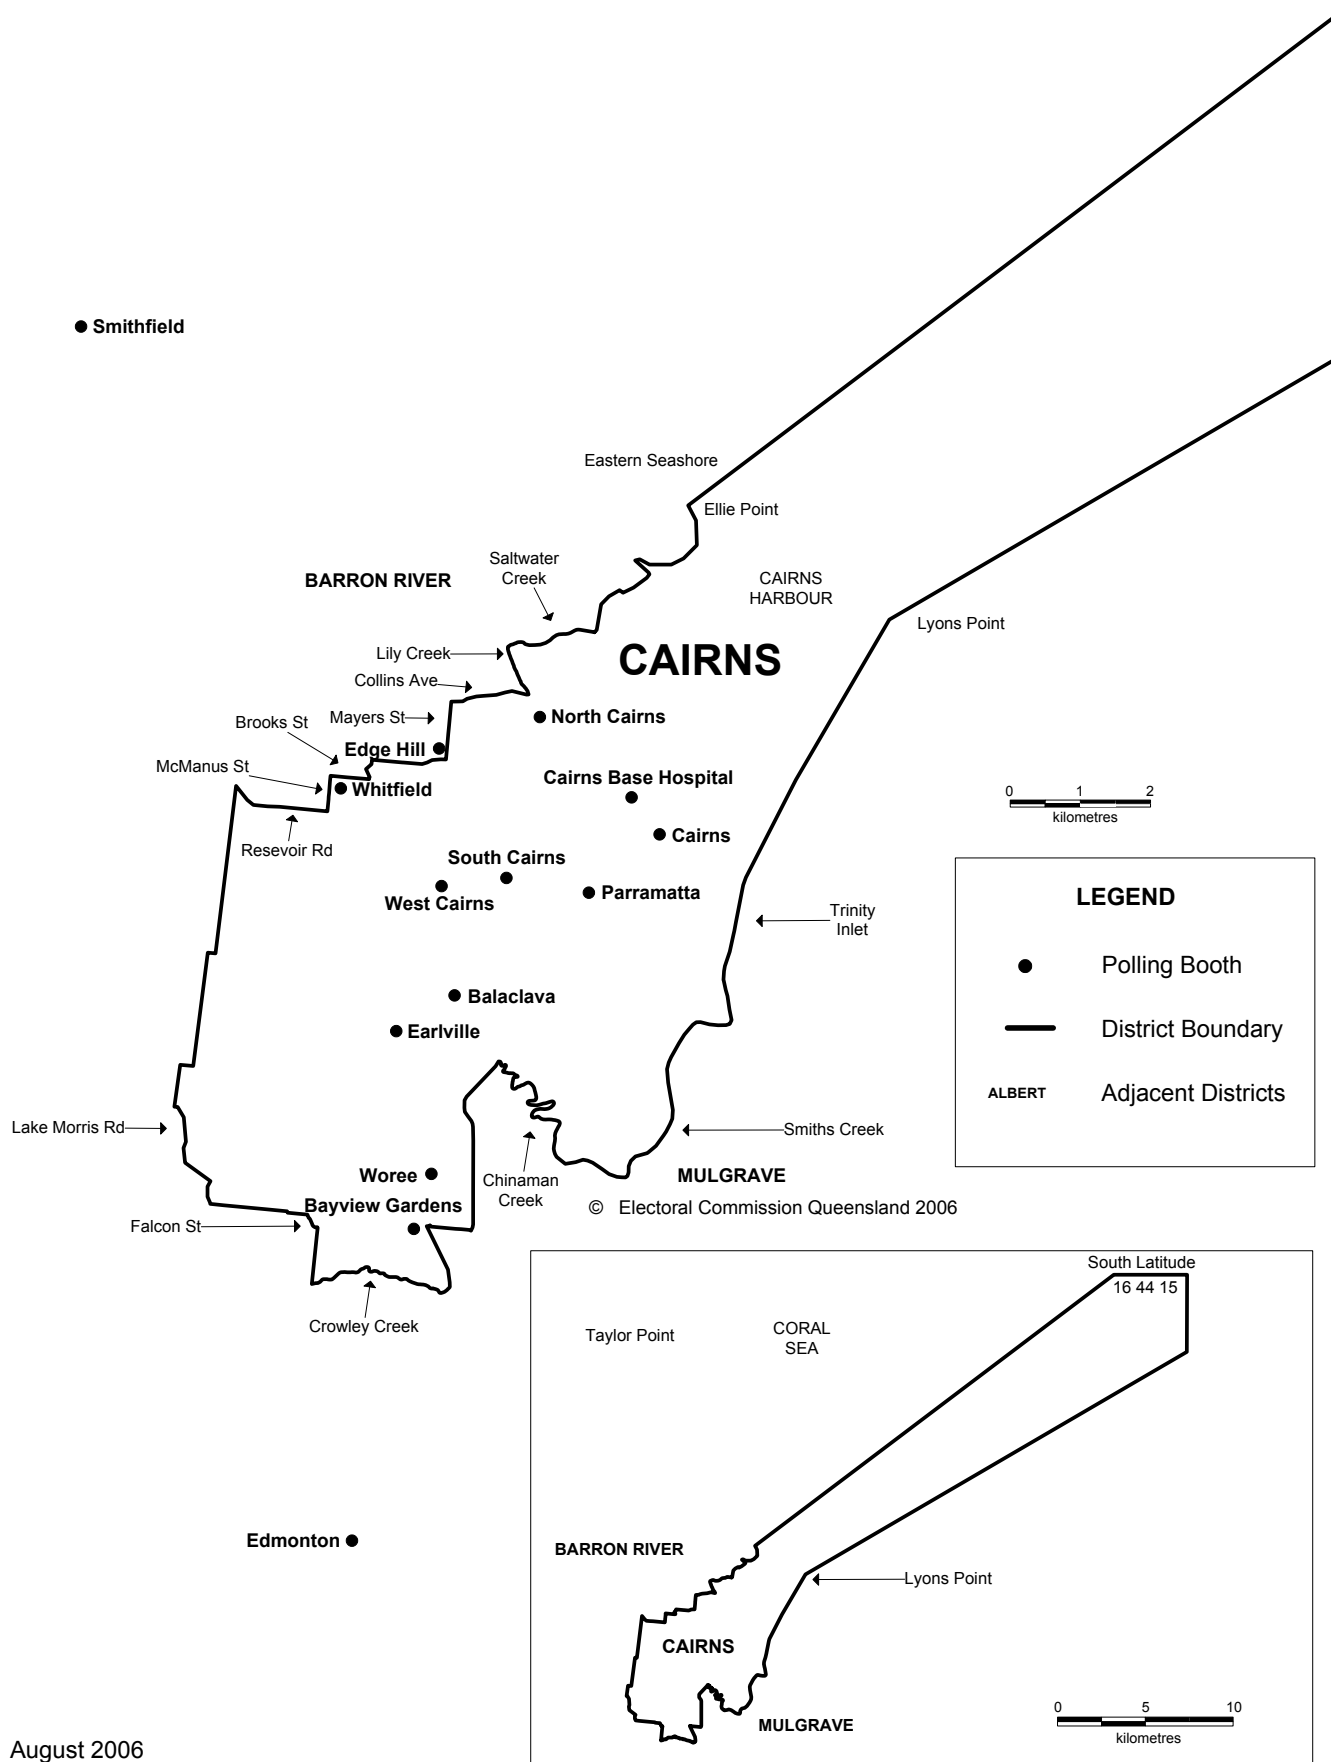 Smithfield
Eastern Seashore
Ellie Point
Saltwater
Creek
BARRON RIVER
CAIRNS
HARBOUR
Lyons Point
Lily Creek
CAIRNS
Collins Ave
Mayers St
North Cairns
Brooks St
Edge Hill
McManus St
Cairns Base Hospital
Whitfield
0 1 2
kilometres
Cairns
Resevoir Rd
South Cairns
West Cairns
Parramatta
Trinity
Inlet
LEGEND
Polling Booth
District Boundary
ALBERT Adjacent Districts
Balaclava
Earlville
Lake Morris Rd
Smiths Creek
Woree
Chinaman
Creek
MULGRAVE
Bayview Gardens
© Electoral Commission Queensland 2006
Falcon St
Crowley Creek
South Latitude
16 44 15
Taylor Point
CORAL
SEA
Edmonton
BARRON RIVER
Lyons Point
CAIRNS
MULGRAVE
0 5 10
kilometres
August 2006